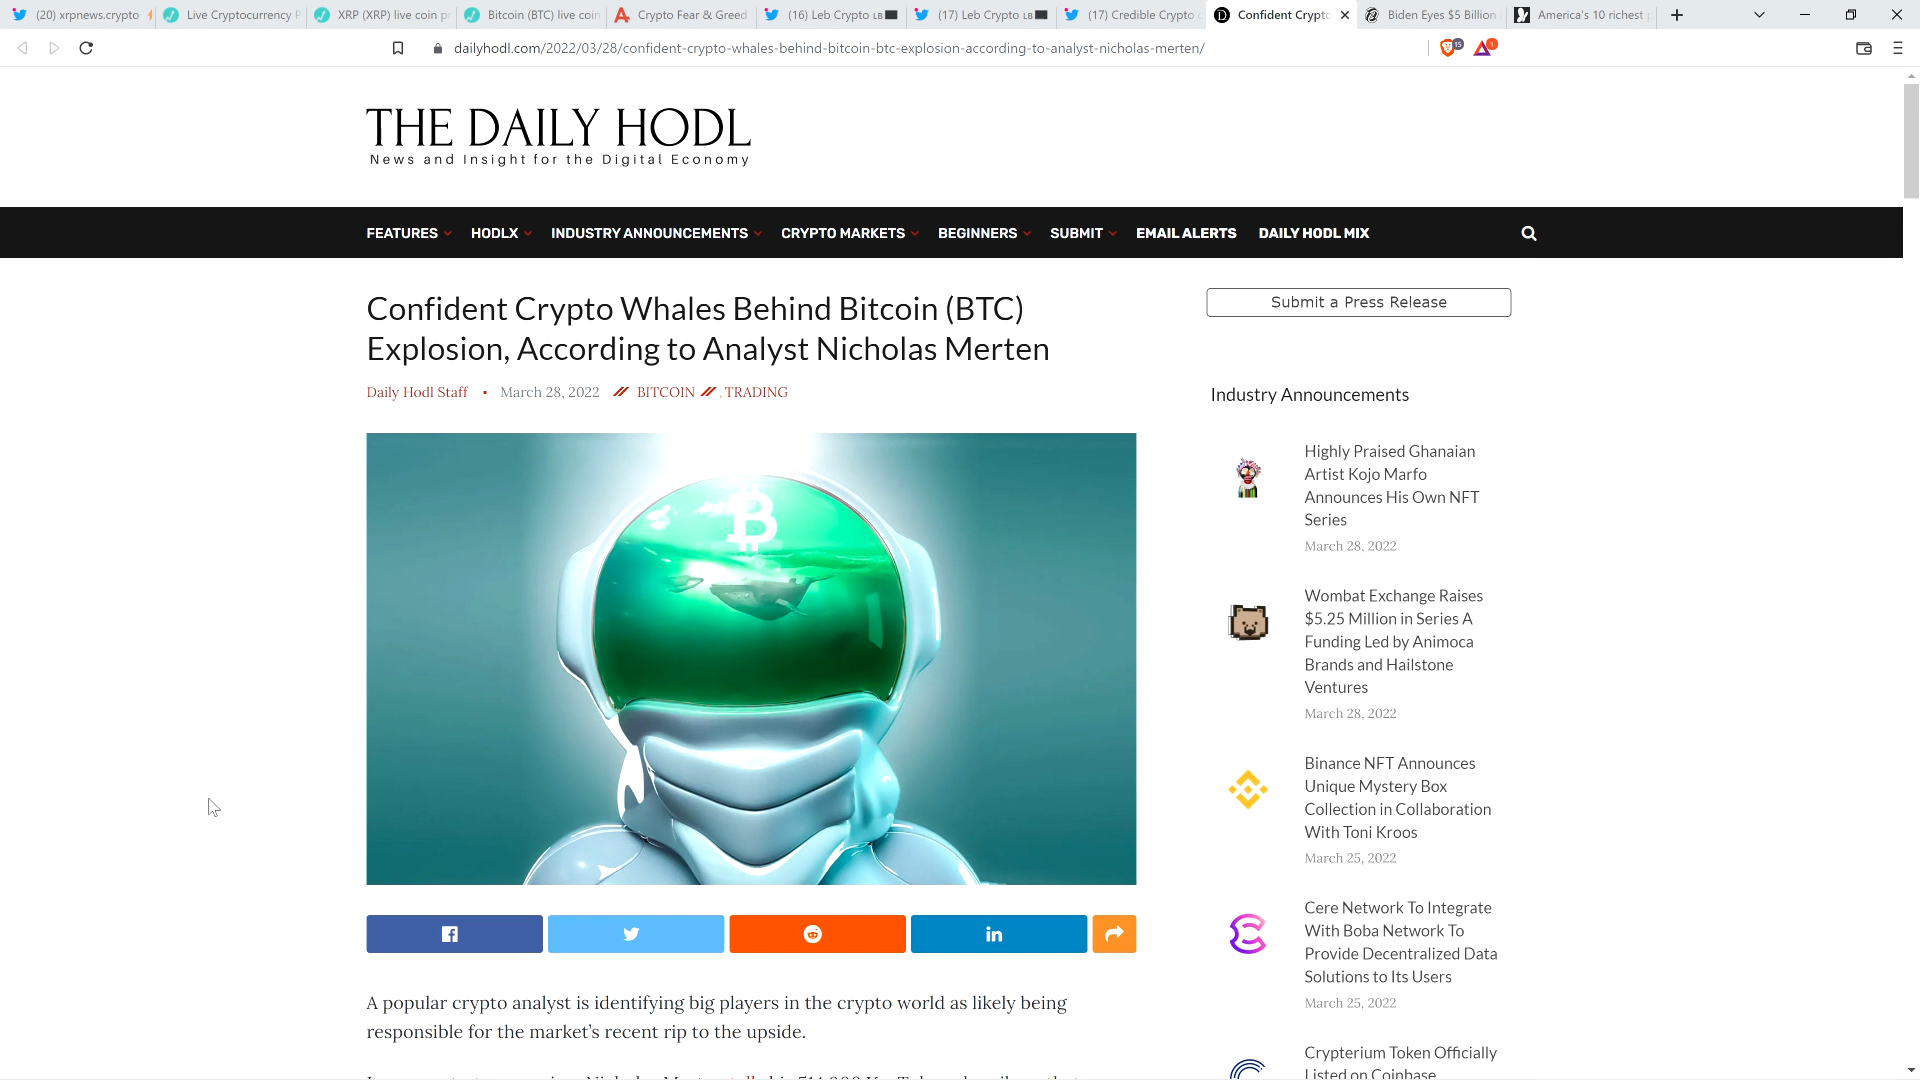 (20) xrpnews.crypto
Live Cryptocurrency P
XRP (XRP) live coin pr
Bitcoin (BTC) live coin
Crypto Fear & Greed
(16) Leb Crypto LB
(17) Leb Crypto LB
(17) Credible Crypto
Confident Crypto
Biden Eyes $5 Billion
America's 10 richest
dailyhodl.com/2022/03/28/confident-crypto-whales-behind-bitcoin-btc-explosion-according-to-analyst-nicholas-merten/
15
1
THE DAILY HODL
News and Insight for the Digital Economy
FEATURES
HODLX
INDUSTRY ANNOUNCEMENTS
CRYPTO MARKETS
BEGINNERS
SUBMIT
EMAIL ALERTS
DAILY HODL MIX
Confident Crypto Whales Behind Bitcoin (BTC)
Explosion, According to Analyst Nicholas Merten
Daily Hodl Staff • March 28, 2022 BITCOIN , TRADING
A popular crypto analyst is identifying big players in the crypto world as likely being
responsible for the market’s recent rip to the upside.
Submit a Press Release
Industry Announcements
Highly Praised Ghanaian
Artist Kojo Marfo
Announces His Own NFT
Series
March 28, 2022
Wombat Exchange Raises
$5.25 Million in Series A
Funding Led by Animoca
Brands and Hailstone
Ventures
March 28, 2022
Binance NFT Announces
Unique Mystery Box
Collection in Collaboration
With Toni Kroos
March 25, 2022
Cere Network To Integrate
With Boba Network To
Provide Decentralized Data
Solutions to Its Users
March 25, 2022
Crypterium Token Officially
Listed on Coinbase